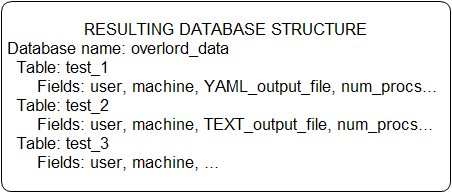 RESULTING DATABASE STRUCTURE
Database name: overlord_data
Table: test_1
Fields: user, machine, YAML_output_file, num_procs...
Table: test_2
Fields: user, machine, TEXT_output_file, num_procs...
Table: test_3
Fields: user, machine, ...